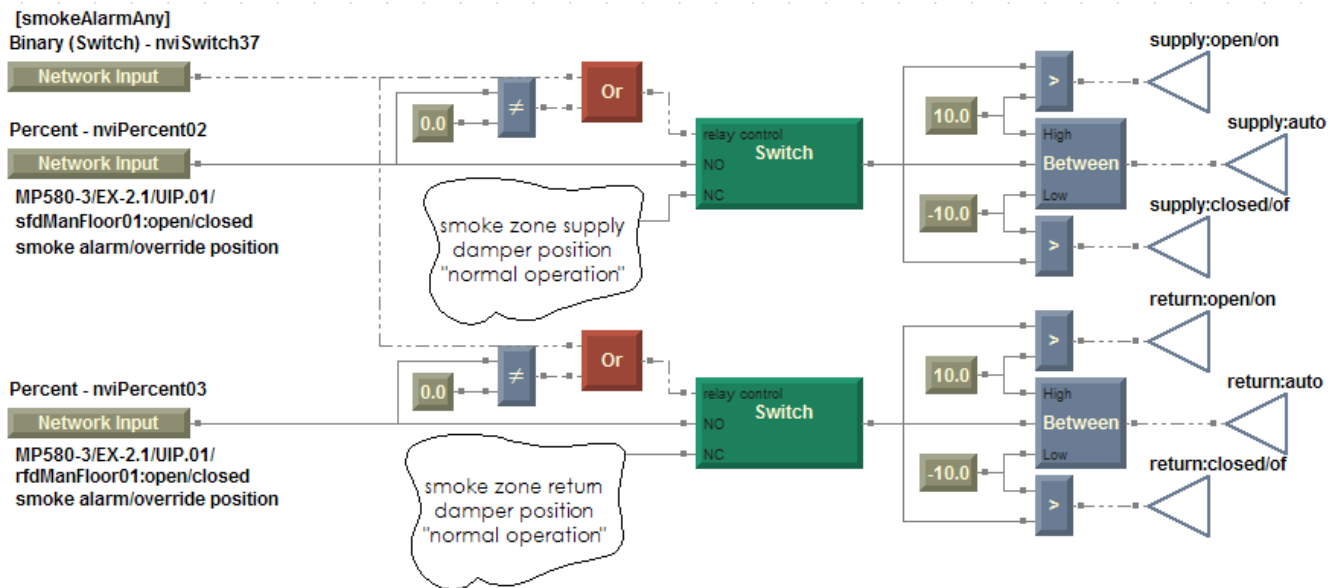 [smokeAlarmAny]
Binary (Switch) - nviSwitch37
Network Input
Percent - nviPercent02
Network Input
MP580-3/EX-2.1/UIP.01/
sfdManFloor01:open/closed
smoke alarm/override position
0.0
≠
Or
relay control
Switch
NO
NC
smoke zone supply
damper position
"normal operation"
>
10.0
High
Between
Low
-10.0
>
supply:open/on
supply:auto
supply:closed/of
Percent - nviPercent03
Network Input
MP580-3/EX-2.1/UIP.01/
rfdManFloor01:open/closed
smoke alarm/override position
0.0
≠
Or
relay control
Switch
NO
NC
smoke zone return
damper position
"normal operation"
>
10.0
High
Between
Low
-10.0
>
return:open/on
return:auto
return:closed/of